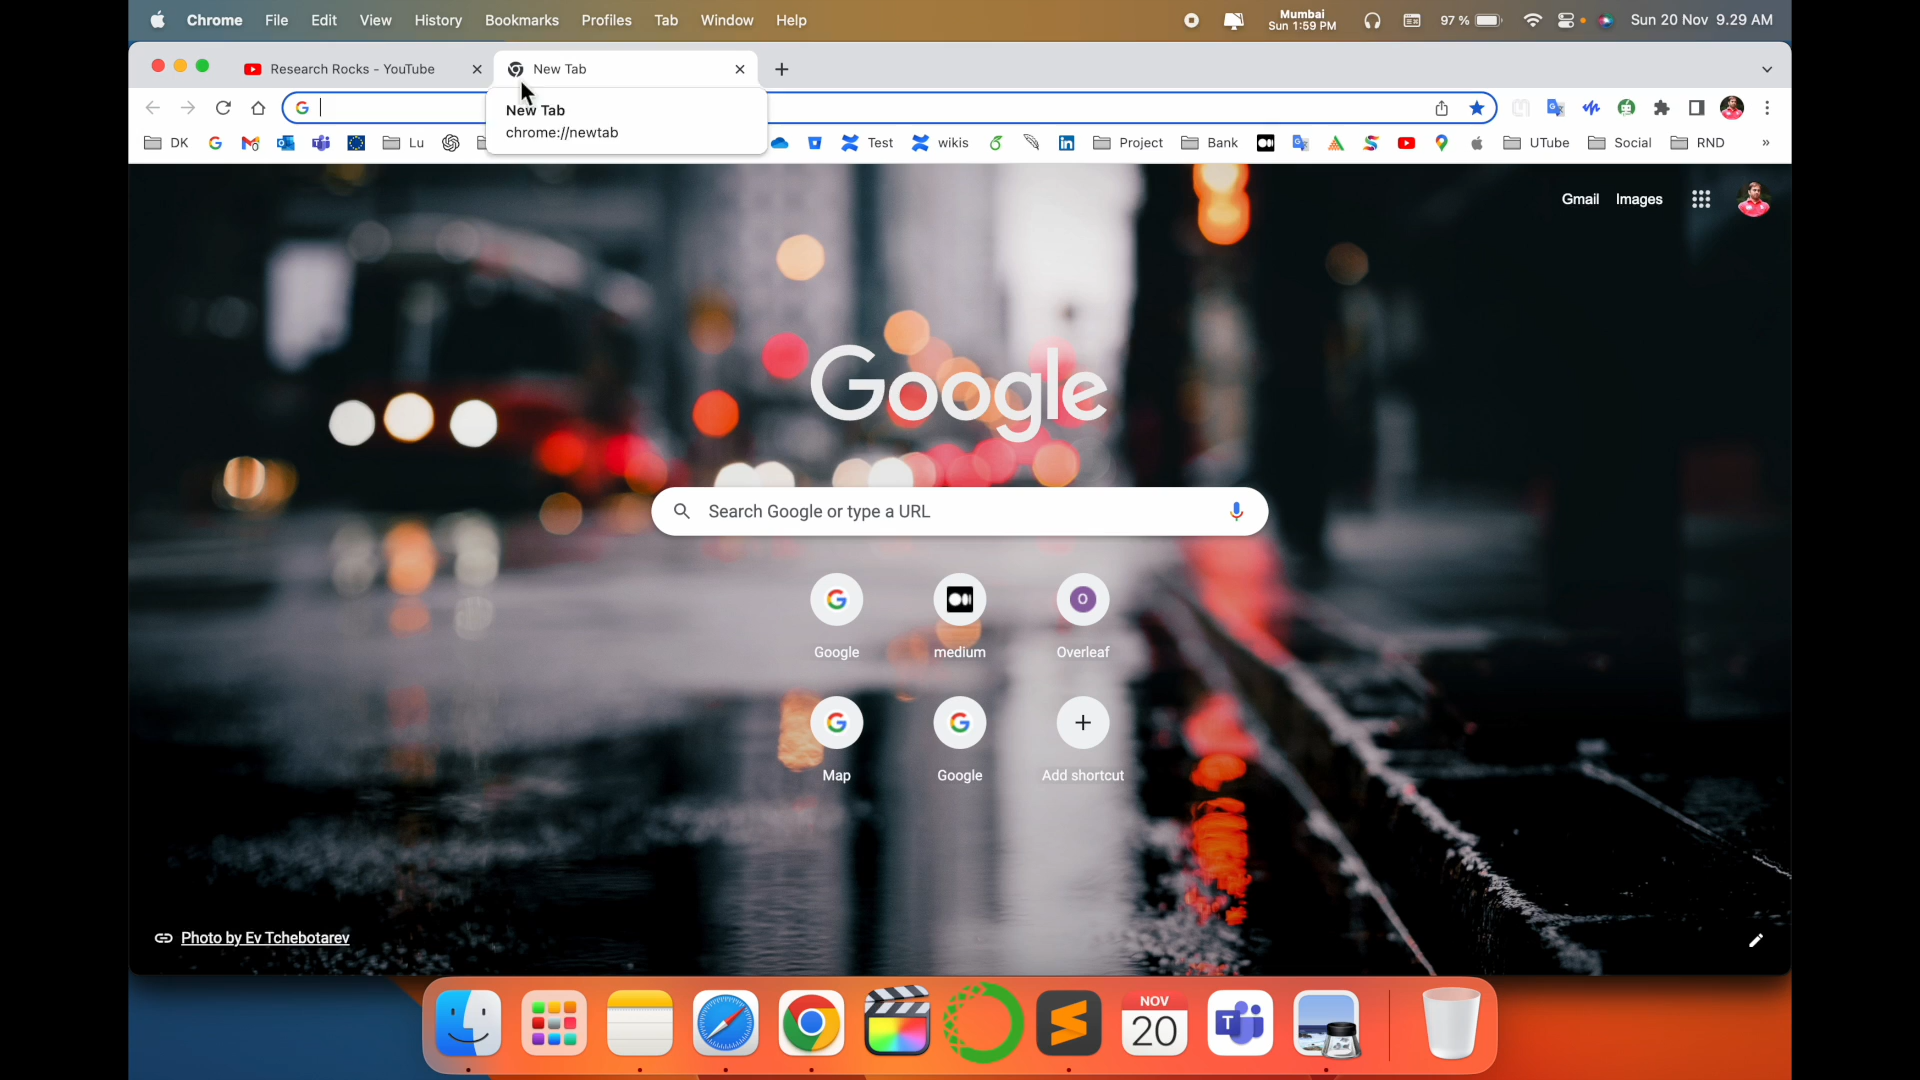 Chrome File Edit View History Bookmarks Profiles Tab Window Help
Mumbai
Sun 1:59 PM
97 %
Sun 20 Nov 9.29 AM
Research Rocks - YouTube
New Tab
New Tab
chrome://newtab
DK
Lu
Test
wikis
Project
Bank
UTube
Social
RND
»
Gmail Images
Google
Search Google or type a URL
Google
medium
O
Overleaf
Map
Google
Add shortcut
Photo by Ev Tchebotarev
NOV
20